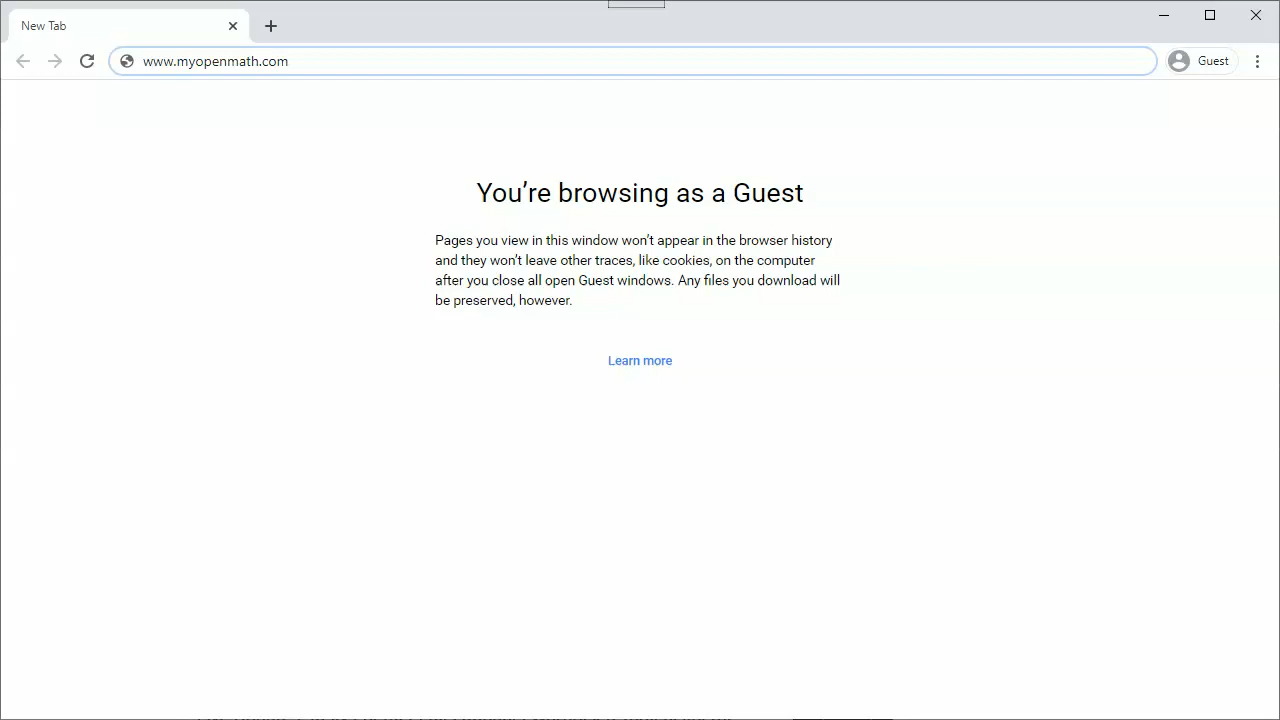 New Tab
www.myopenmath.com
Guest
You’re browsing as a Guest
Pages you view in this window won’t appear in the browser history
and they won’t leave other traces, like cookies, on the computer
after you close all open Guest windows. Any files you download will
be preserved, however.
Learn more